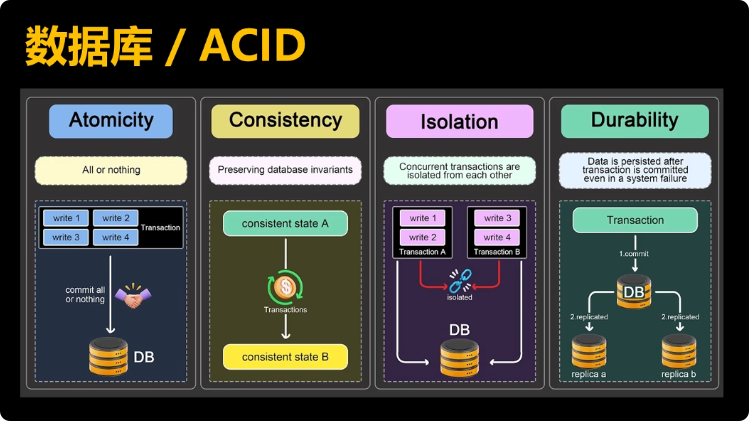 数据库 / ACID
Atomicity
All or nothing
write 1
write 2
write 3
write 4
Transaction
commit all
or nothing
DB
Consistency
Preserving database invariants
consistent state A
Transactions
consistent state B
Isolation
Concurrent transactions are
isolated from each other
write 1
write 2
Transaction A
write 3
write 4
Transaction B
isolated
DB
Durability
Data is persisted after
transaction is committed
even in a system failure
Transaction
1.commit
DB
2.replicated
2.replicated
replica a
replica b